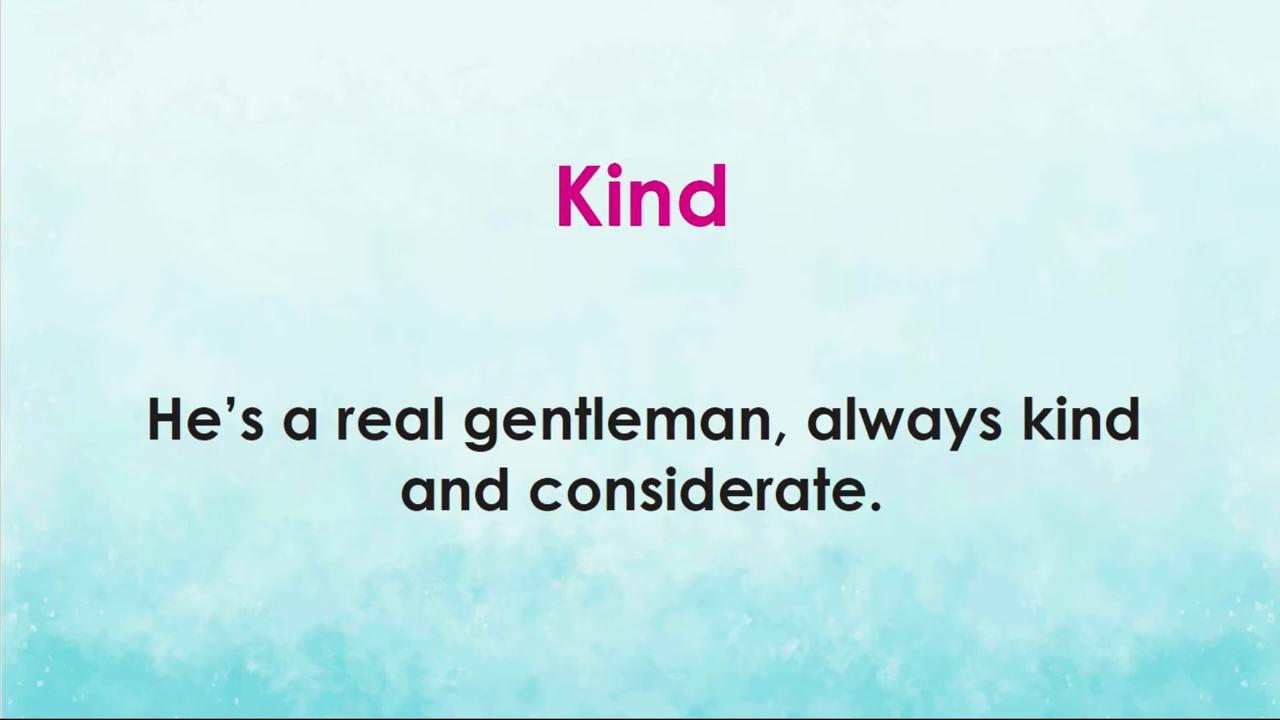 Kind
He’s a real gentleman, always kind
and considerate.